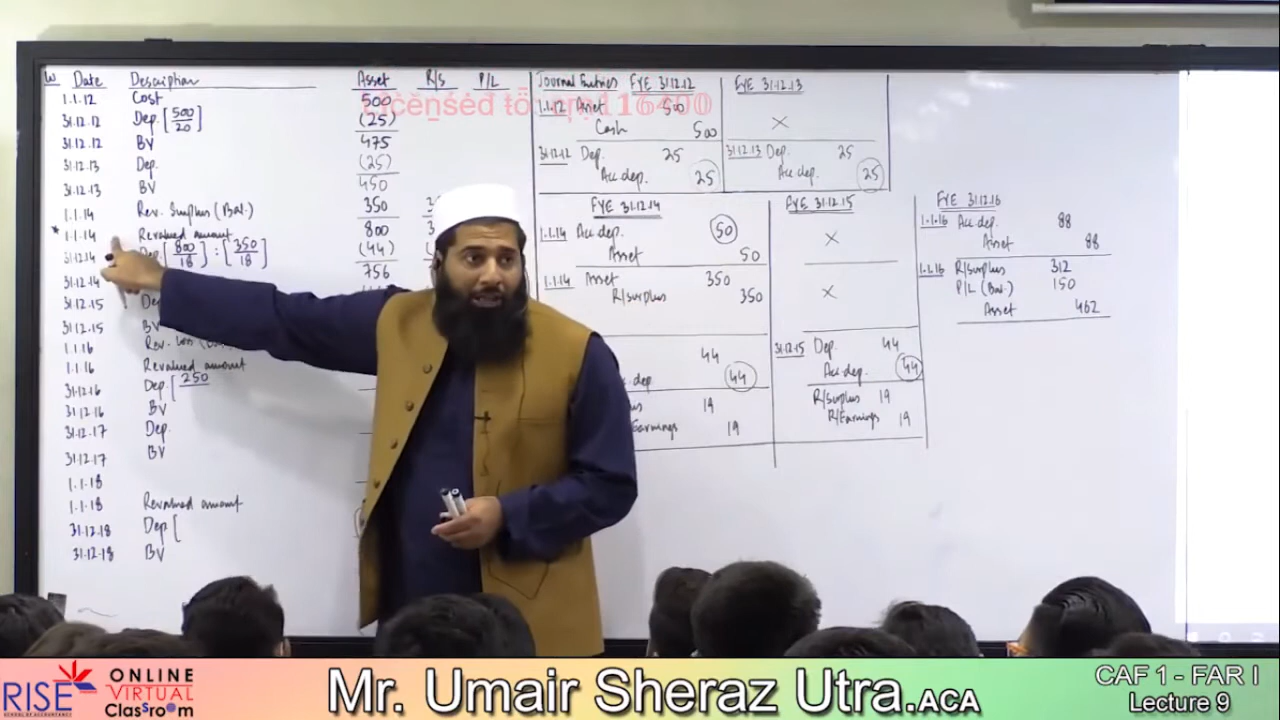 W Date Description Asset R/S P/L
1.1.12 Cost 500
31.12.12 Dep. [500/20] (25)
31.12.12 BV 475
31.12.13 Dep. (25)
31.12.13 BV 450
1.1.14 Rev. Surplus (Bal.) 350
* 1.1.14 Revalued amount 800
31.12.14 Dep. [800/18] : [350/18] (44)
31.12.14 756
31.12.15
31.12.15 BV
1.1.16 Rev. Loss
1.1.16 Revalued amount
31.12.16 Dep. [250
31.12.16 BV
31.12.17 Dep.
31.12.17 BV
1.1.18
1.1.18 Revalued amount
31.12.18 Dep. [
31.12.18 BV
Journal Entries FYE 31.12.12
1.1.12 Asset 500
Cash 500
31.12.12 Dep. 25
Acc dep. 25
FYE 31.12.13
×
31.12.13 Dep. 25
Acc dep. 25
FYE 31.12.14
1.1.14 Acc dep. 50
Asset 50
1.1.14 Asset 350
R/Surplus 350
44
dep 44
19
Earnings 19
FYE 31.12.15
×
×
31.12.15 Dep. 44
Acc dep. 44
R/Surplus 19
R/Earnings 19
FYE 31.12.16
1.1.16 Acc dep. 88
Asset 88
1.1.16 R/Surplus 312
P/L (Bal.) 150
Asset 462
Licensed to
RISE
SCHOOL OF ACCOUNTANCY
ONLINE
VIRTUAL
Classroom
Mr. Umair Sheraz Utra.ACA
CAF 1 - FAR I
Lecture 9